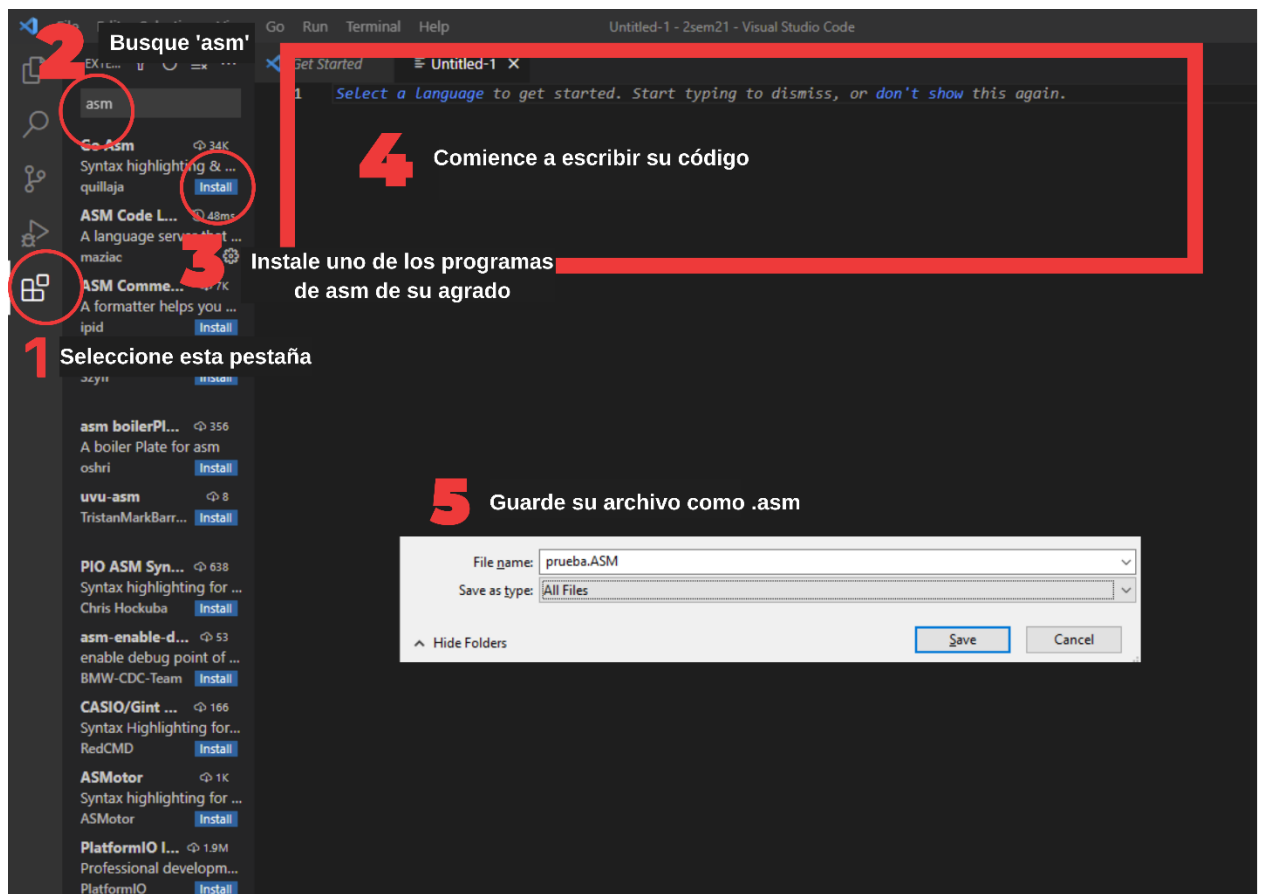 Go Run Terminal Help
Untitled-1 - 2sem21 - Visual Studio Code
2 Busque 'asm'
EXTE... ...
asm
Go Asm 34K
Syntax highlighting & ...
quillaja Install
ASM Code L... 48ms
A language server that ...
maziac
ASM Comme... 7K
A formatter helps you ...
ipid Install
1 Seleccione esta pestaña
Install
asm boilerPl... 356
A boiler Plate for asm
oshri Install
uvu-asm 8
TristanMarkBarr... Install
PIO ASM Syn... 638
Syntax highlighting for ...
Chris Hockuba Install
asm-enable-d... 53
enable debug point of ...
BMW-CDC-Team Install
CASIO/Gint ... 166
Syntax Highlighting for...
RedCMD Install
ASMotor 1K
Syntax highlighting for ...
ASMotor Install
PlatformIO I... 1.9M
Professional developm...
PlatformIO Install
Get Started Untitled-1
1 Select a language to get started. Start typing to dismiss, or don't show this again.
4 Comience a escribir su código
3 Instale uno de los programas
de asm de su agrado
5 Guarde su archivo como .asm
File name: prueba.ASM
Save as type: All Files
Hide Folders Save Cancel